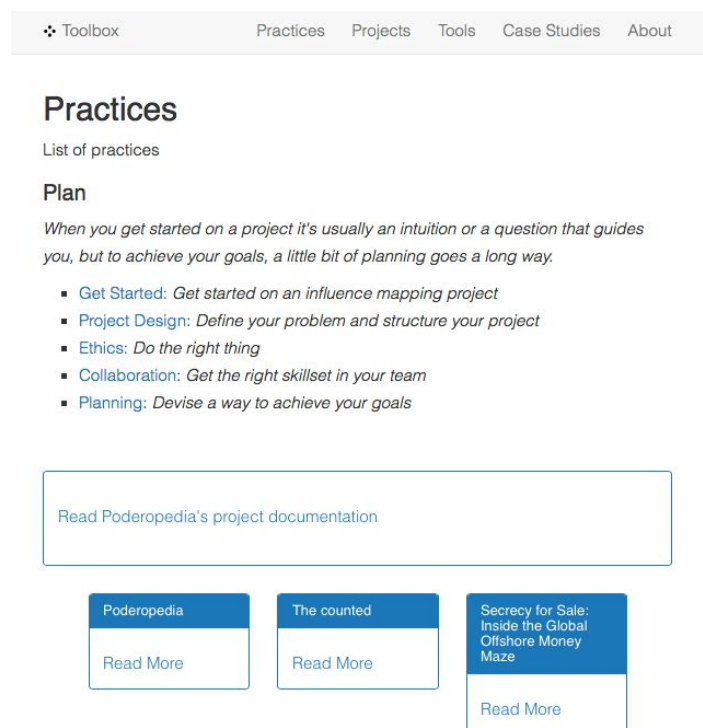 Toolbox Practices Projects Tools Case Studies About
Practices
List of practices
Plan
When you get started on a project it's usually an intuition or a question that guides
you, but to achieve your goals, a little bit of planning goes a long way.
Get Started: Get started on an influence mapping project
Project Design: Define your problem and structure your project
Ethics: Do the right thing
Collaboration: Get the right skillset in your team
Planning: Devise a way to achieve your goals
Read Poderopedia's project documentation
Poderopedia
Read More
The counted
Read More
Secrecy for Sale:
Inside the Global
Offshore Money
Maze
Read More